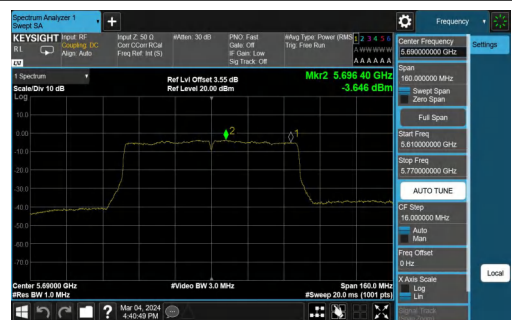 Spectrum Analyzer 1
Swept SA
Frequency
KEYSIGHT
RL
Input: RF
Coupling: DC
Align: Auto
Input Z: 50 Ω
Corr CCorr RCal
Freq Ref: Int (S)
#Atten: 30 dB
PNO: Fast
Gate: Off
IF Gain: Low
Sig Track: Off
#Avg Type: Power (RMS
Trig: Free Run
1 2 3 4 5 6
A W W W W W
A A A A A A
LXI
1 Spectrum
Scale/Div 10 dB
Ref Lvl Offset 3.55 dB
Ref Level 20.00 dBm
Mkr2 5.696 40 GHz
-3.646 dBm
Log
10.0
0.00
-10.0
-20.0
-30.0
-40.0
-50.0
-60.0
-70.0
2
1
Center 5.69000 GHz
#Res BW 1.0 MHz
#Video BW 3.0 MHz
Span 160.0 MHz
#Sweep 20.0 ms (1001 pts)
Mar 04, 2024
4:40:49 PM
Center Frequency
5.690000000 GHz
Settings
Span
160.000000 MHz
Swept Span
Zero Span
Full Span
Start Freq
5.610000000 GHz
Stop Freq
5.770000000 GHz
AUTO TUNE
CF Step
16.000000 MHz
Auto
Man
Freq Offset
0 Hz
X Axis Scale
Log
Lin
Local